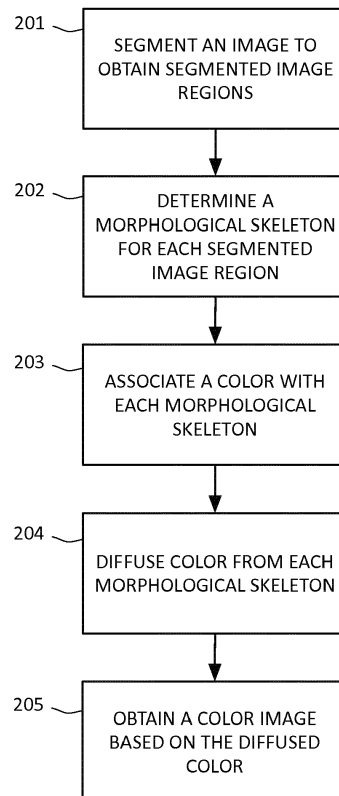 201
SEGMENT AN IMAGE TO
OBTAIN SEGMENTED IMAGE
REGIONS
202
DETERMINE A
MORPHOLOGICAL SKELETON
FOR EACH SEGMENTED
IMAGE REGION
203
ASSOCIATE A COLOR WITH
EACH MORPHOLOGICAL
SKELETON
204
DIFFUSE COLOR FROM EACH
MORPHOLOGICAL SKELETON
205
OBTAIN A COLOR IMAGE
BASED ON THE DIFFUSED
COLOR